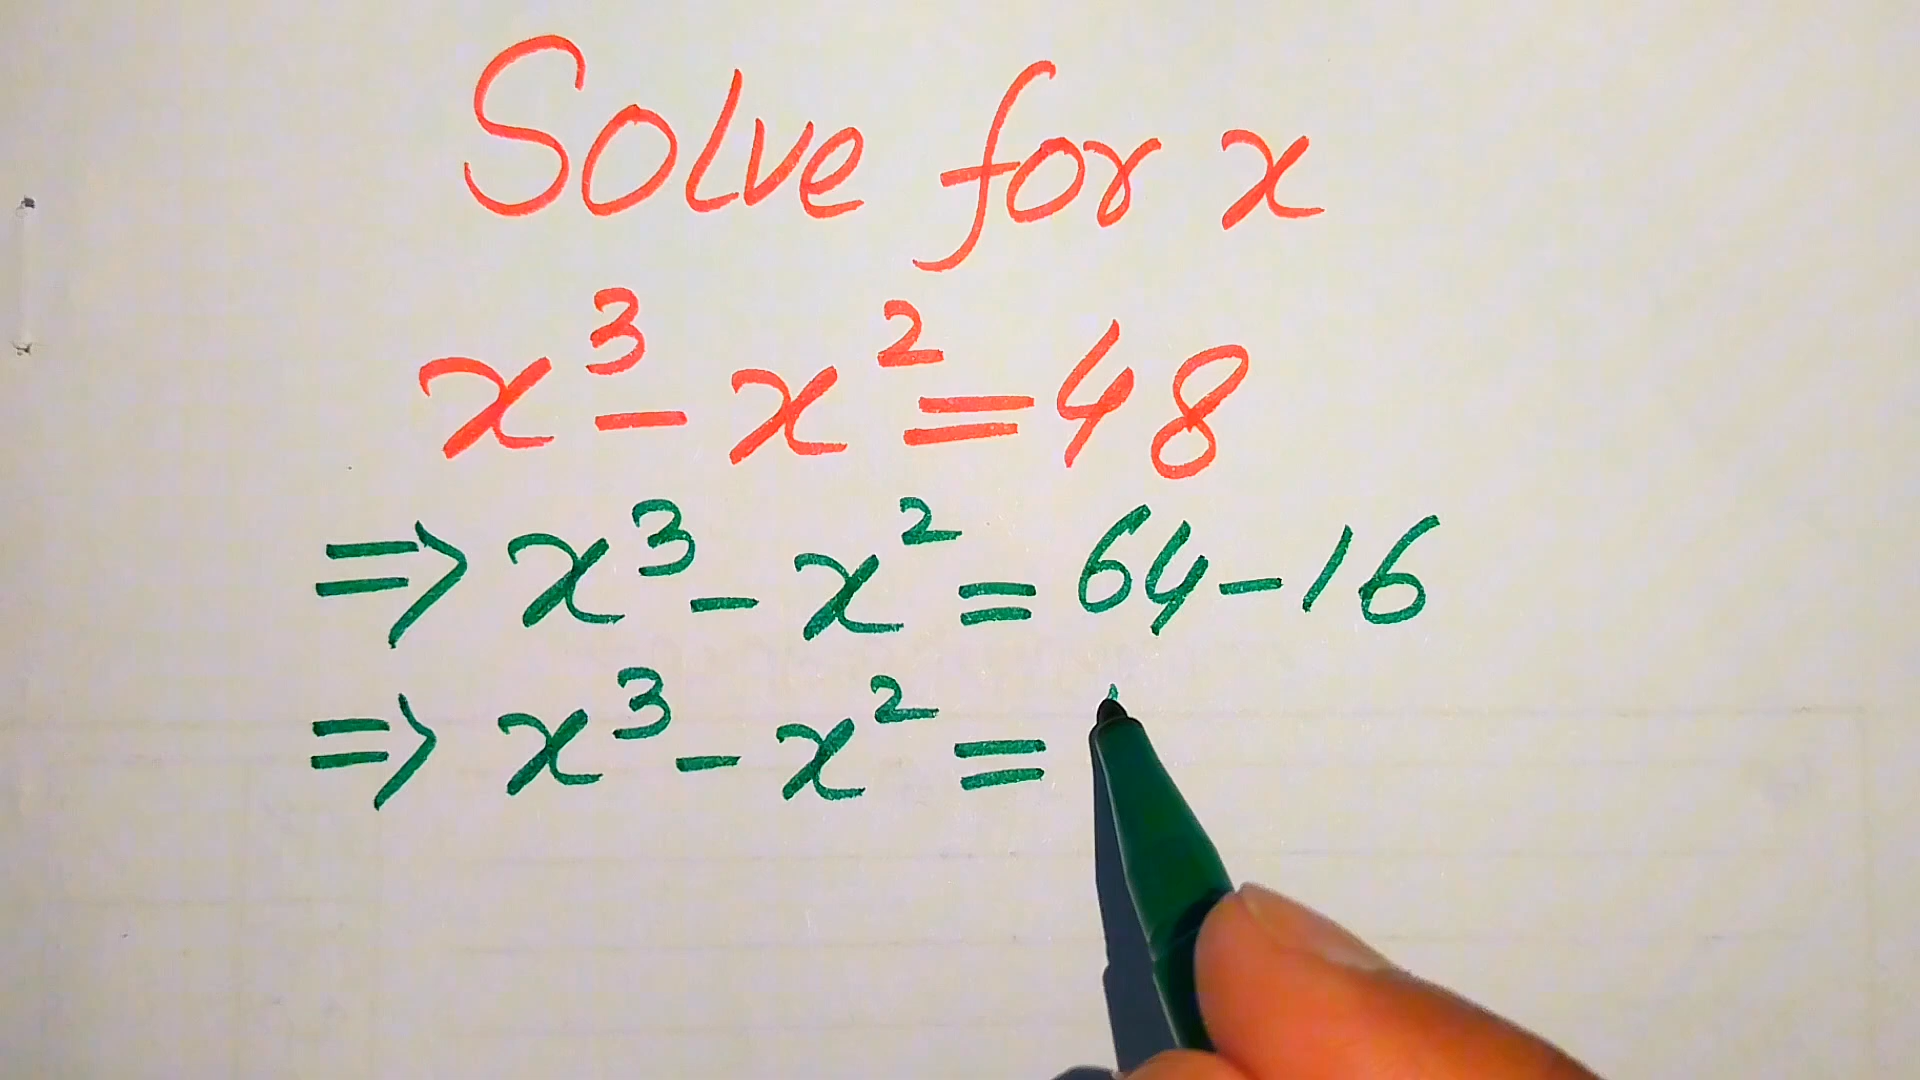 Solve for x
x³ - x² = 48
⇒ x³ - x² = 64 - 16
⇒ x³ - x² =